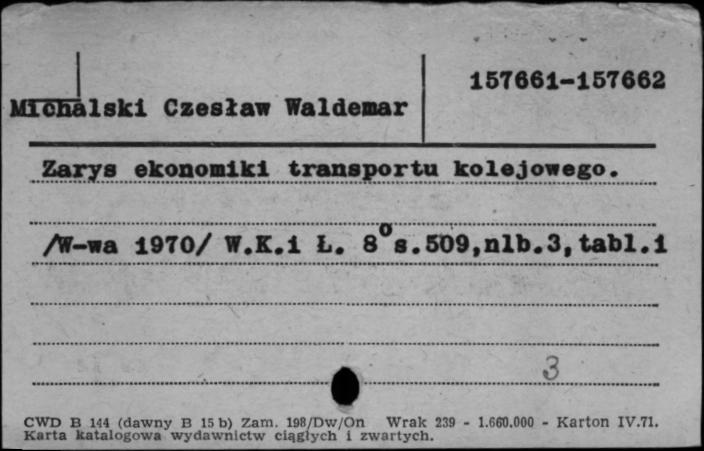 157661-157662
Michalski Czesław Waldemar
Zarys ekonomiki transportu kolejowego.
/W-wa 1970/ W.K.i Ł. 8° s.509,nlb.3,tabl.1
3
CWD B 144 (dawny B 15 b) Zam. 198/Dw/On Wrak 239 - 1.660.000 - Karton IV.71.
Karta katalogowa wydawnictw ciągłych i zwartych.